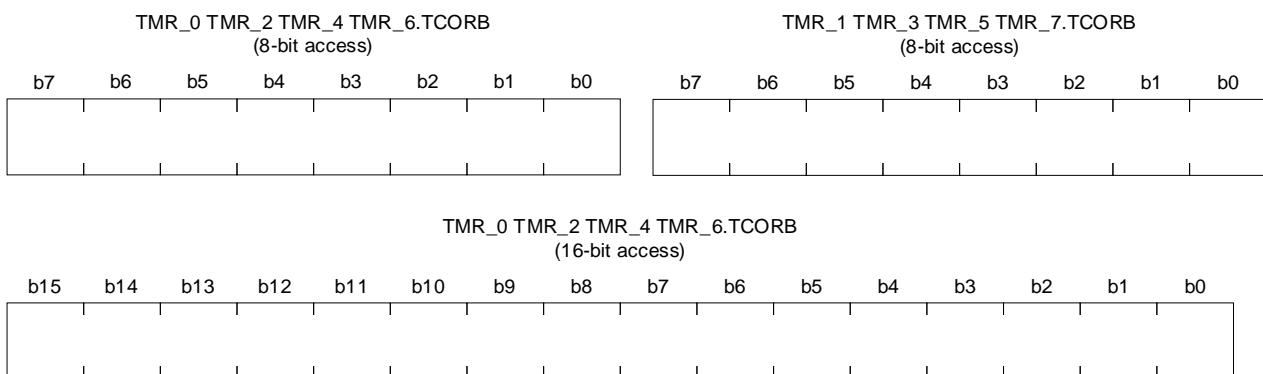 TMR_0 TMR_2 TMR_4 TMR_6.TCORB
(8-bit access)
b7 b6 b5 b4 b3 b2 b1 b0
TMR_1 TMR_3 TMR_5 TMR_7.TCORB
(8-bit access)
b7 b6 b5 b4 b3 b2 b1 b0
TMR_0 TMR_2 TMR_4 TMR_6.TCORB
(16-bit access)
b15 b14 b13 b12 b11 b10 b9 b8 b7 b6 b5 b4 b3 b2 b1 b0